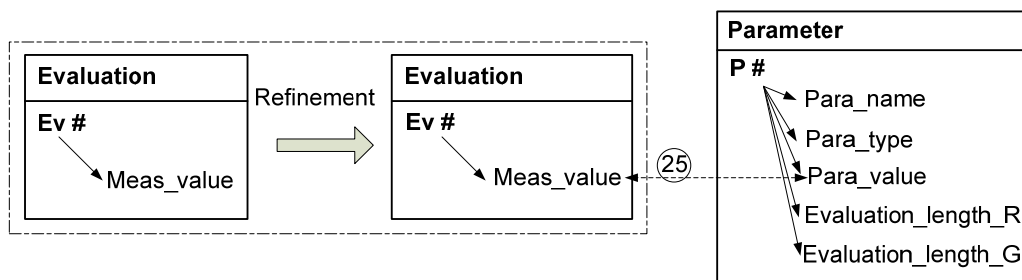 Evaluation
Ev #
Meas_value
Refinement
Evaluation
Ev #
Meas_value
25
Parameter
P #
Para_name
Para_type
Para_value
Evaluation_length_R
Evaluation_length_G